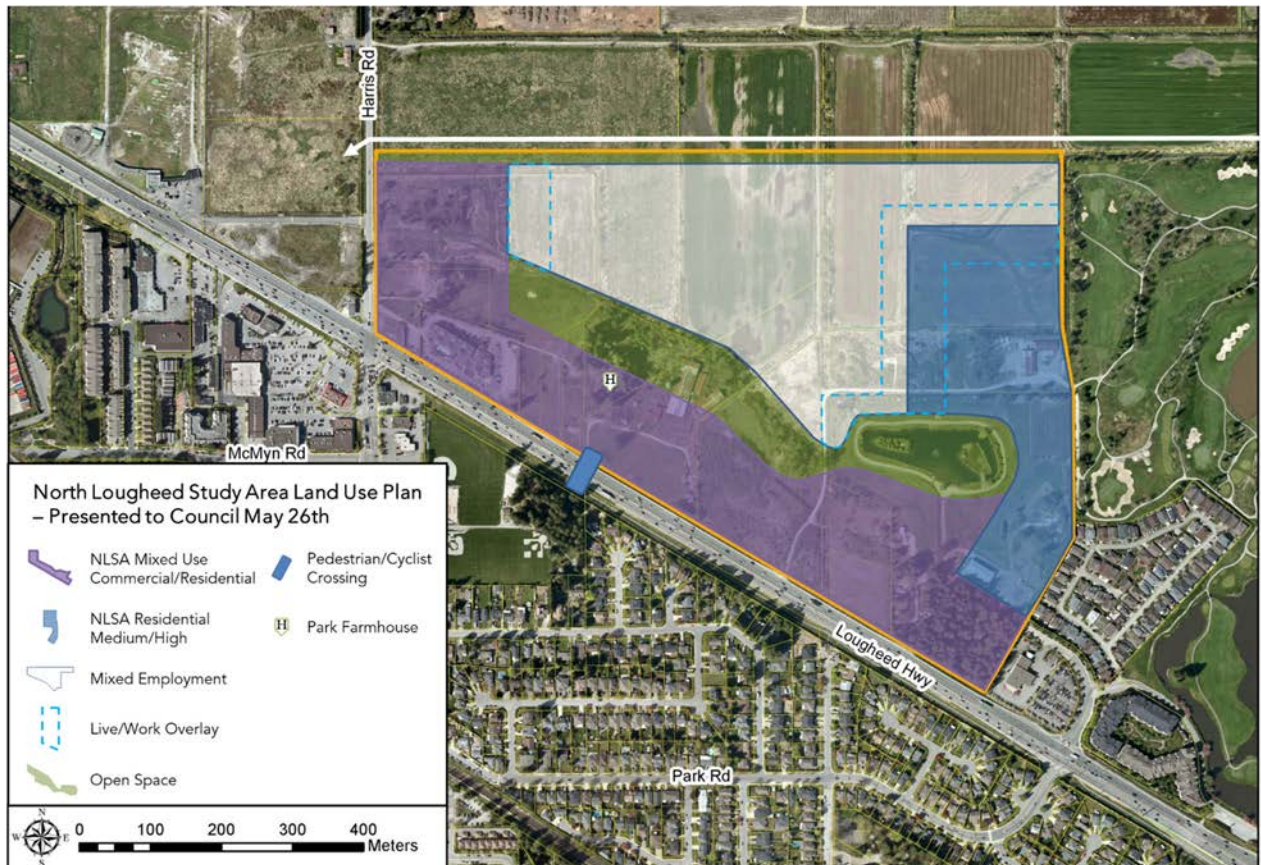 Harris Rd
McMyn Rd
H
Lougheed Hwy
Park Rd
North Lougheed Study Area Land Use Plan
– Presented to Council May 26th
NLSA Mixed Use
Commercial/Residential
Pedestrian/Cyclist
Crossing
NLSA Residential
Medium/High
H
Park Farmhouse
Mixed Employment
Live/Work Overlay
Open Space
N
W
E
S
0 100 200 300 400
Meters